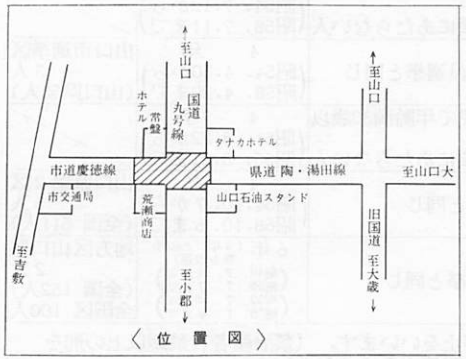 至山口
国道
九号線
ホテル
常盤
タナカホテル
至山口
市道慶徳線
県道 陶・湯田線
至山口大
市交通局
荒瀬商店
山口石油スタンド
至吉敷
至小郡
旧国道
至大歳
〈位置図〉